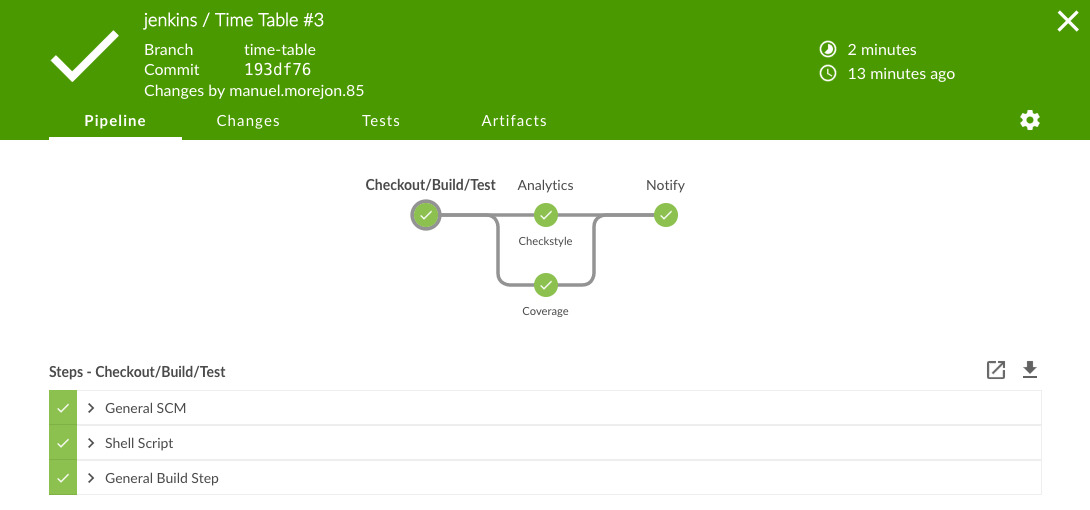 jenkins / Time Table #3
Branch time-table
Commit 193df76
Changes by manuel.morejon.85
2 minutes
13 minutes ago
Pipeline Changes Tests Artifacts
Checkout/Build/Test Analytics Notify
Checkstyle
Coverage
Steps - Checkout/Build/Test
General SCM
Shell Script
General Build Step